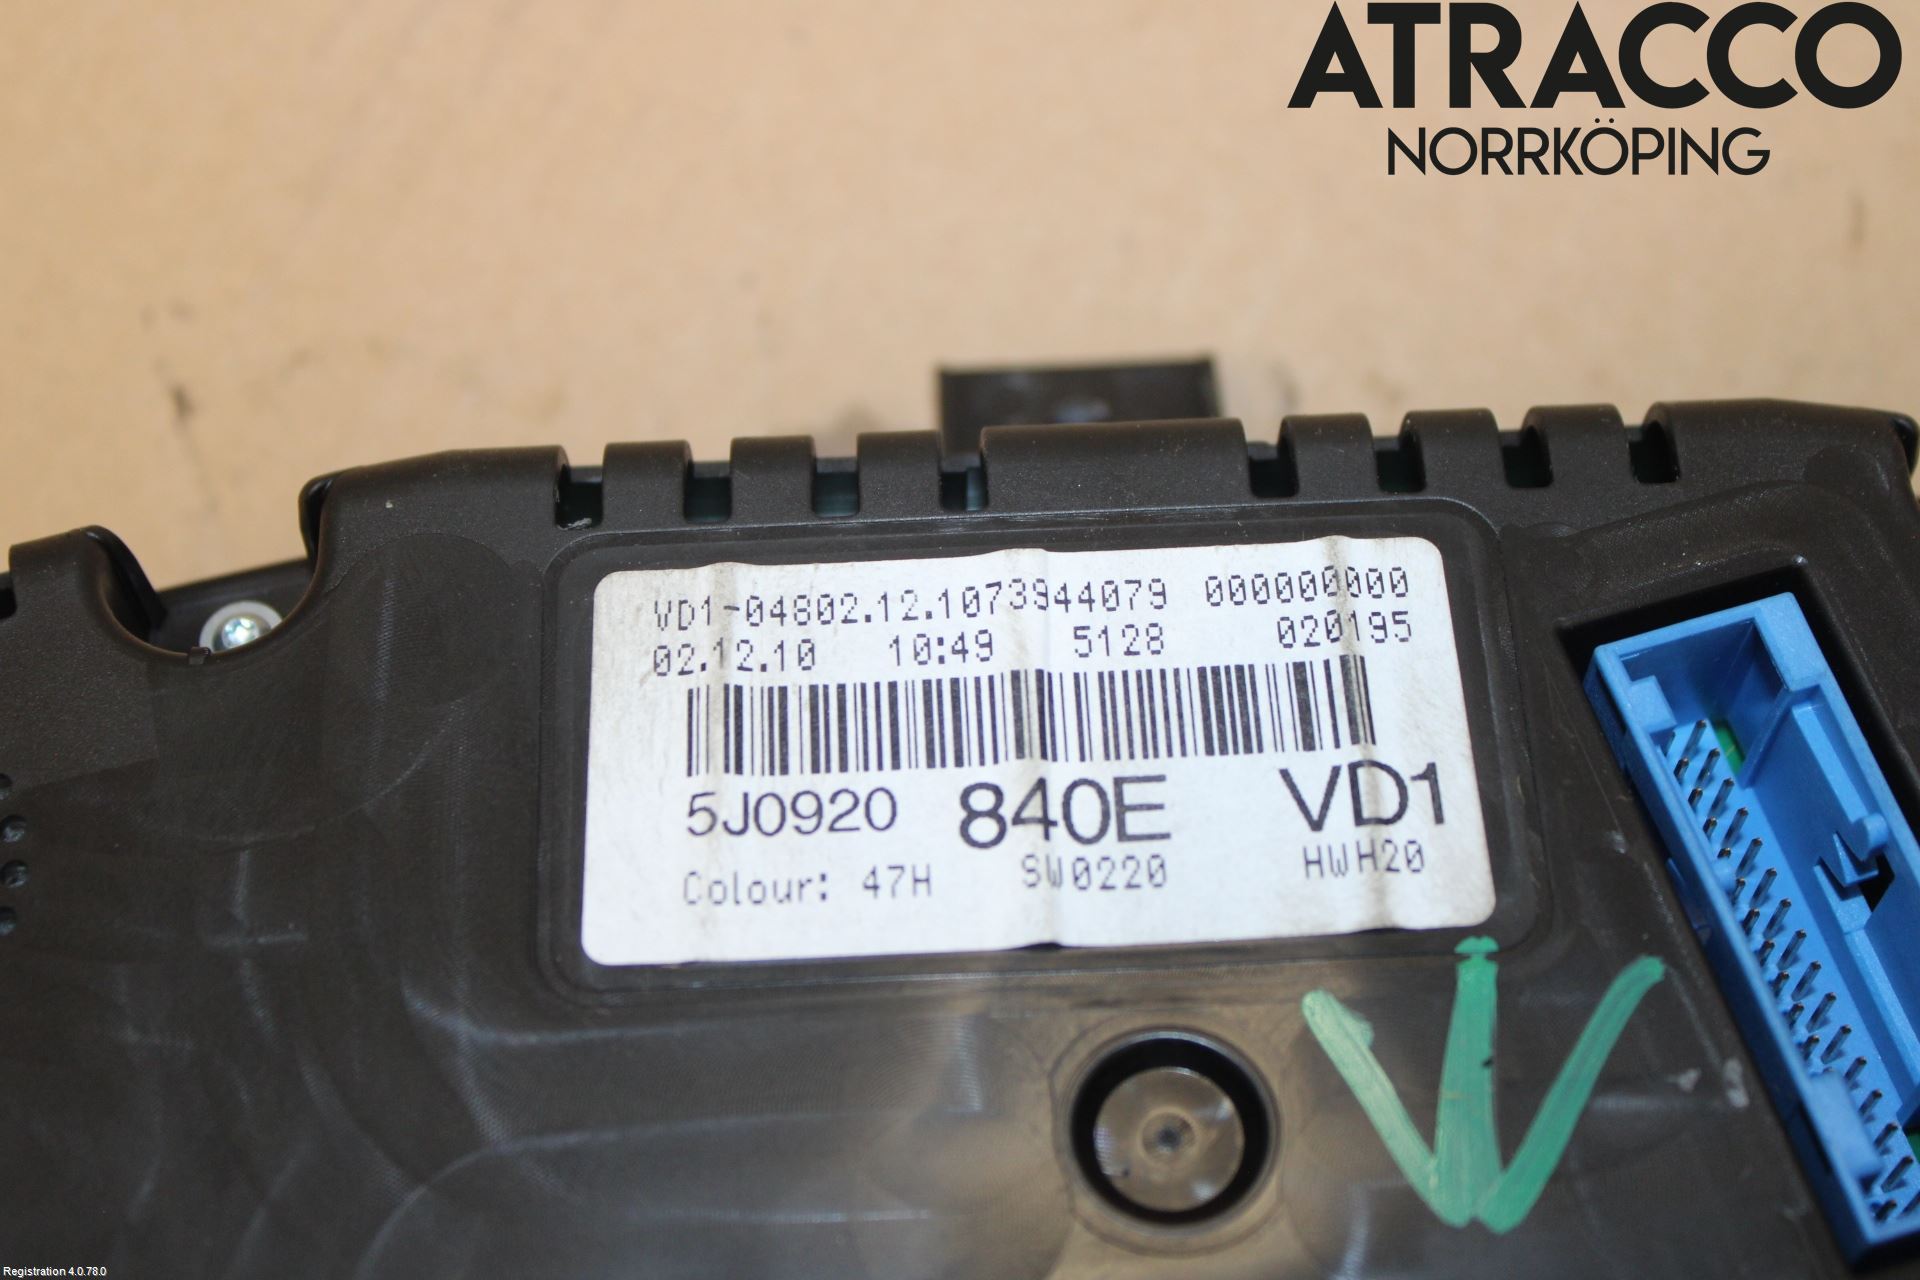 ATRACCO
NORRKÖPING
VD1-04802.12.1073944079 000000000
02.12.10 10:49 5128 020195
5J0920 840E VD1
Colour: 47H SW0220 HWH20
Registration 4.0.78.0